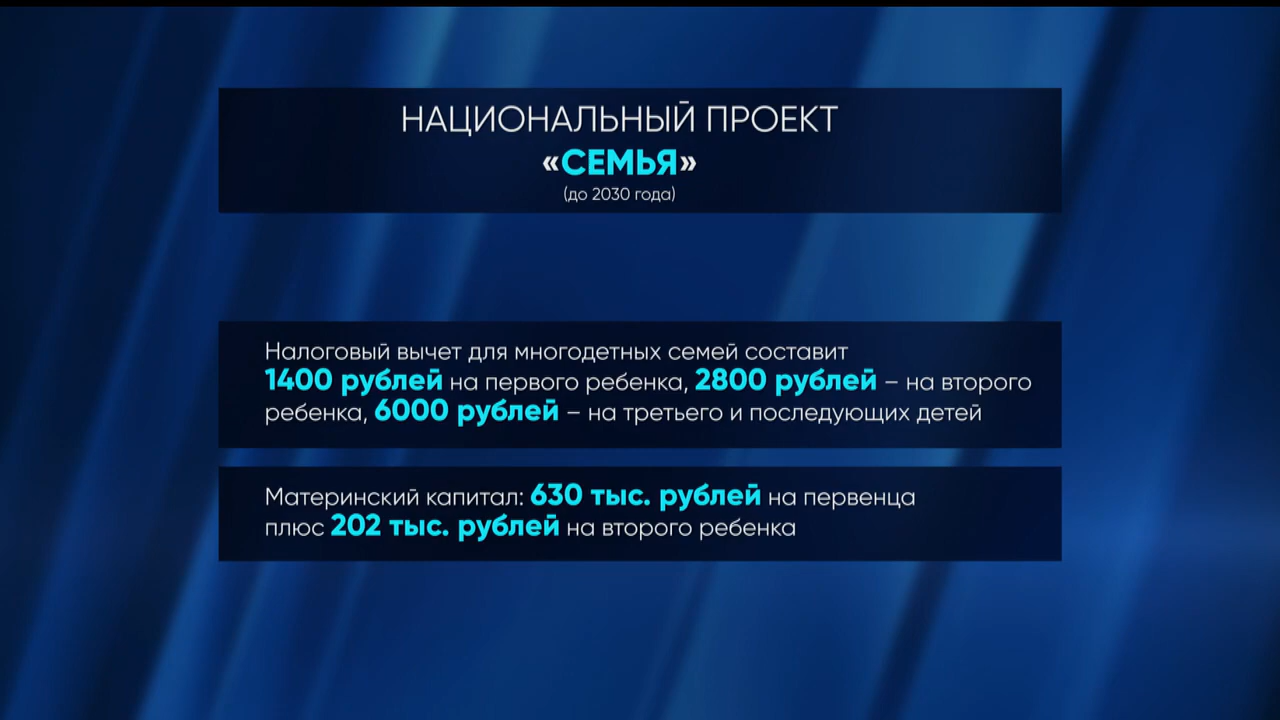 НАЦИОНАЛЬНЫЙ ПРОЕКТ
«СЕМЬЯ»
(до 2030 года)
Налоговый вычет для многодетных семей составит
1400 рублей на первого ребенка, 2800 рублей – на второго
ребенка, 6000 рублей – на третьего и последующих детей
Материнский капитал: 630 тыс. рублей на первенца
плюс 202 тыс. рублей на второго ребенка